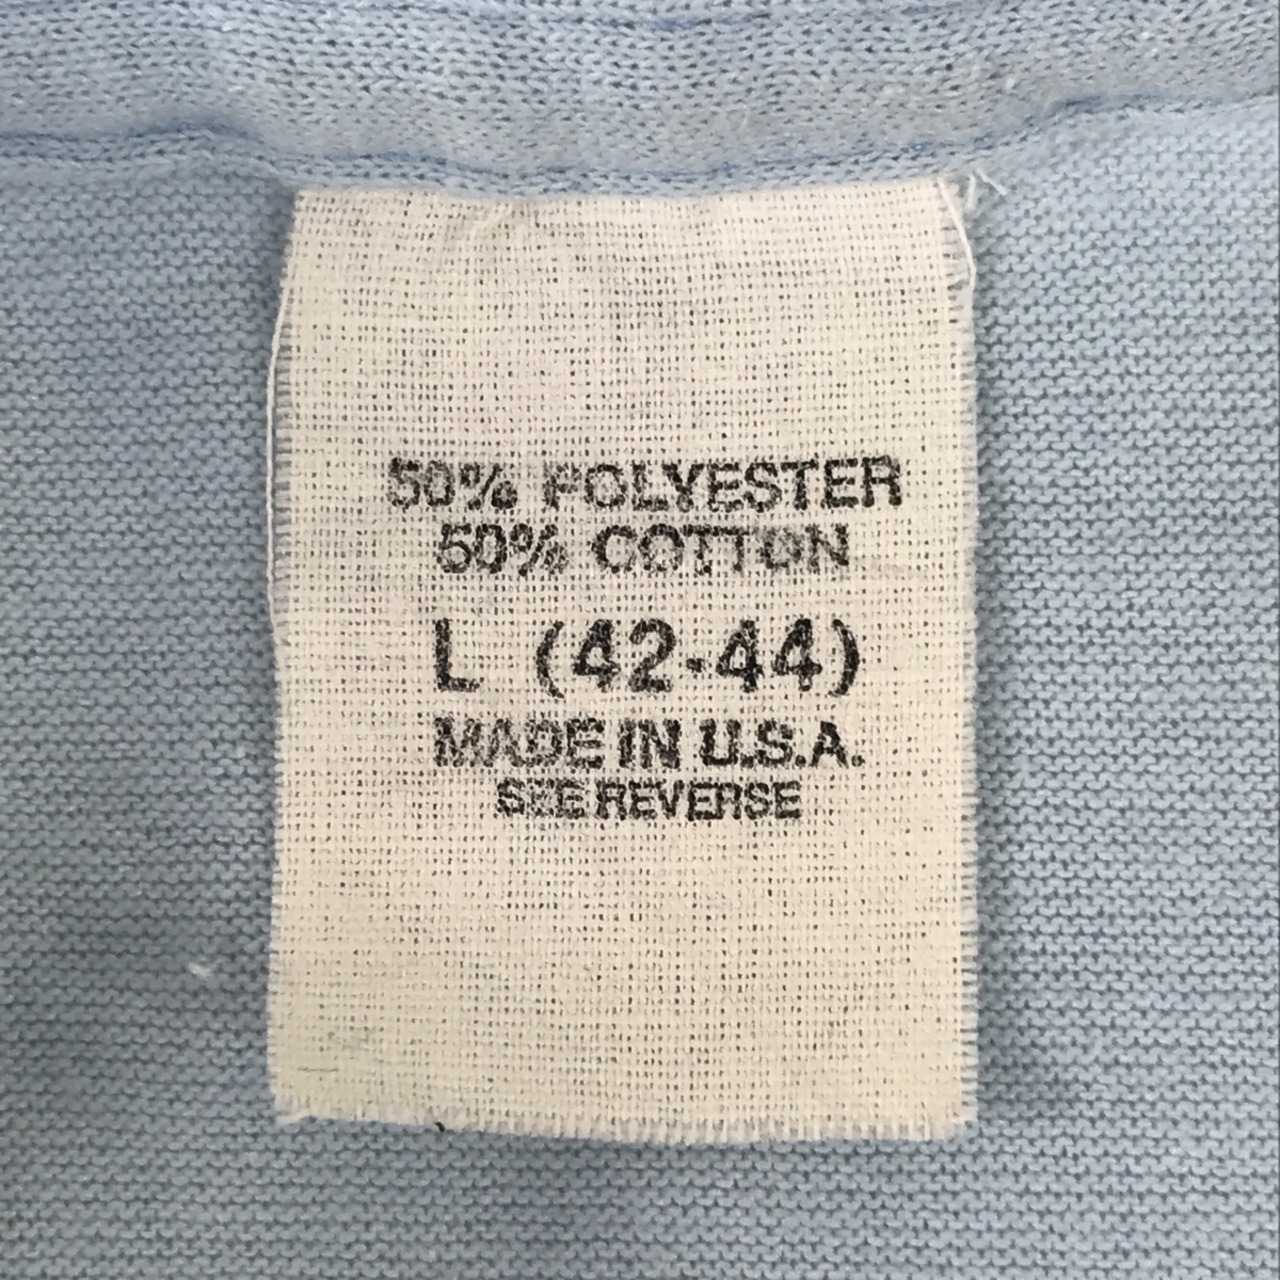 50% POLYESTER
50% COTTON
L (42-44)
MADE IN U.S.A.
SEE REVERSE